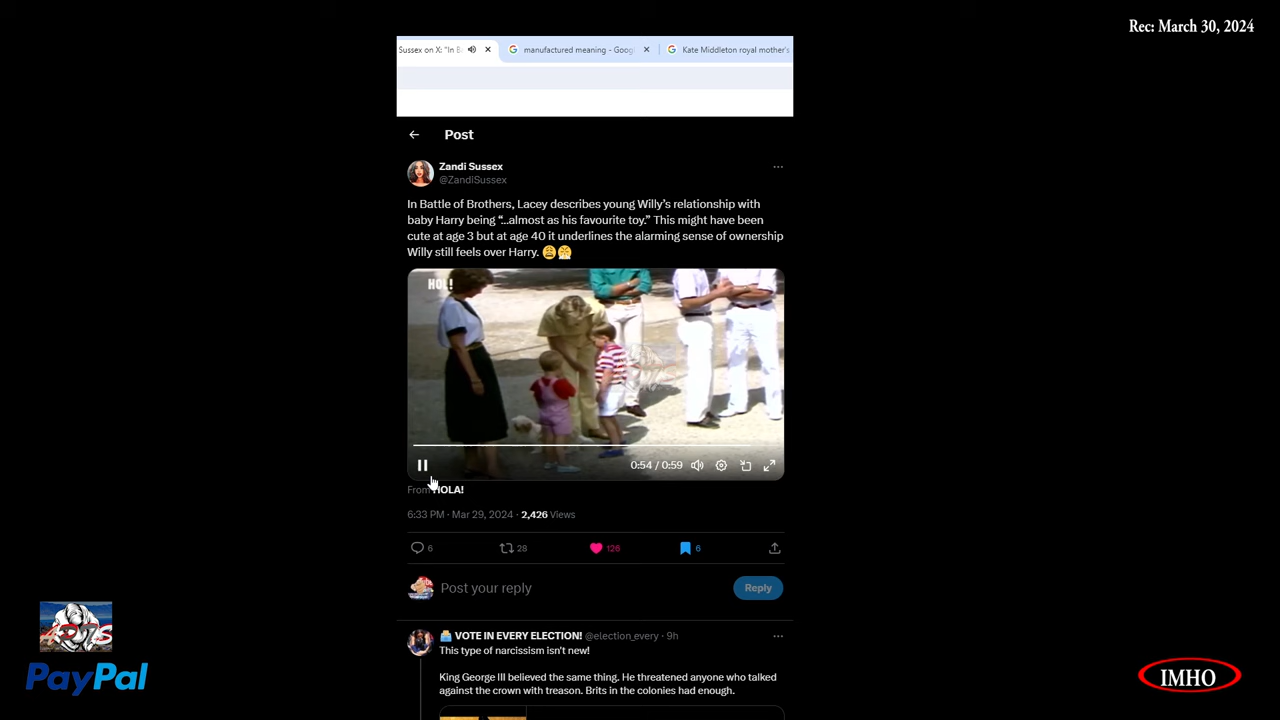 Rec: March 30, 2024
Sussex on X: "In B
manufactured meaning - Goog
Kate Middleton royal mother's
Post
Zandi Sussex
@ZandiSussex
In Battle of Brothers, Lacey describes young Willy's relationship with
baby Harry being "...almost as his favourite toy." This might have been
cute at age 3 but at age 40 it underlines the alarming sense of ownership
Willy still feels over Harry.
HOL!
0:54 / 0:59
From HOLA!
6:33 PM · Mar 29, 2024 · 2,426 Views
6 28 126 6
Post your reply
Reply
VOTE IN EVERY ELECTION! @election_every · 9h
This type of narcissism isn't new!
King George III believed the same thing. He threatened anyone who talked
against the crown with treason. Brits in the colonies had enough.
PayPal
IMHO